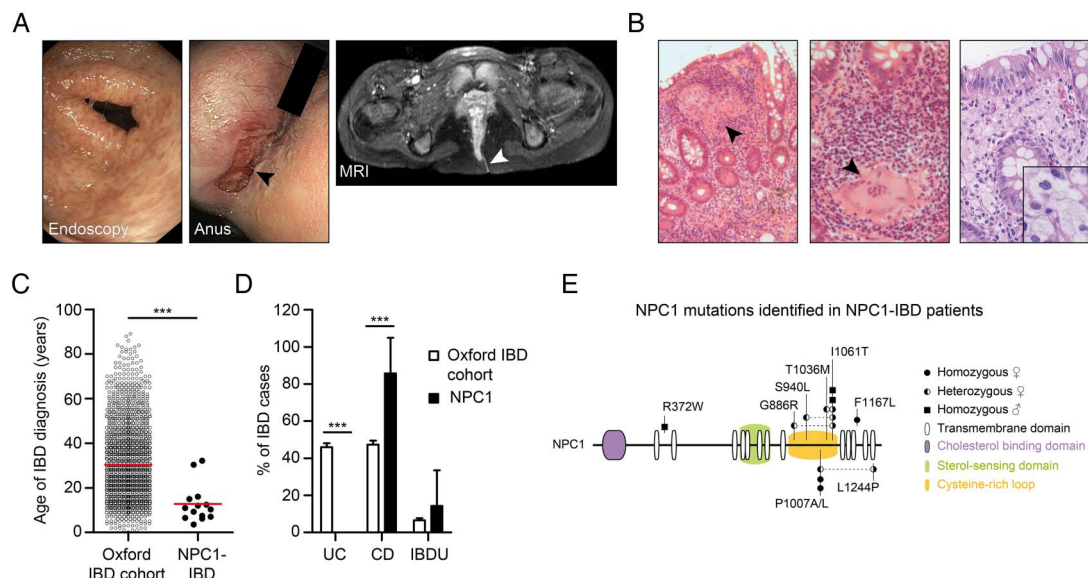 A
Endoscopy
Anus
MRI
B
C
Age of IBD diagnosis (years)
100
80
60
40
20
0
***
Oxford
IBD cohort
NPC1-
IBD
D
% of IBD cases
120
100
80
60
40
20
0
***
***
UC
CD
IBDU
Oxford IBD
cohort
NPC1
E
NPC1 mutations identified in NPC1-IBD patients
I1061T
T1036M
S940L
G886R
R372W
F1167L
NPC1
P1007A/L
L1244P
Homozygous ♀
Heterozygous ♀
Homozygous ♂
Transmembrane domain
Cholesterol binding domain
Sterol-sensing domain
Cysteine-rich loop